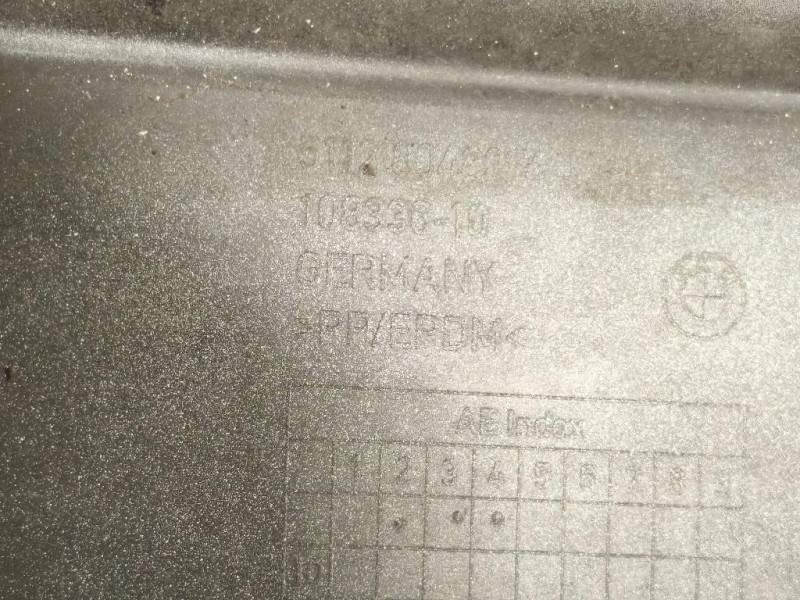 108336-10
GERMANY
>PP/EPDM<
AE Index
1 2 3 4 5 6 7 8 9
10